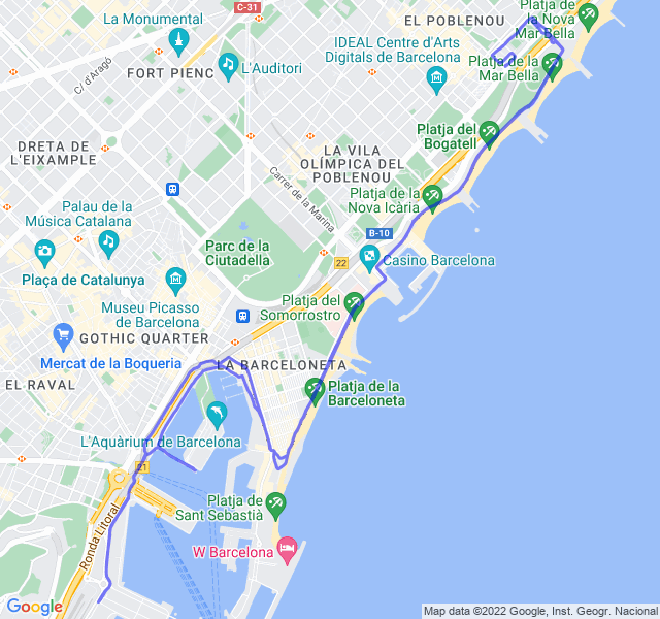 La Monumental
C-31
EL POBLENOU
Platja de
la Nova
Mar Bella
IDEAL Centre d'Arts
Digitals de Barcelona
C/ d'Aragó
FORT PIENC
L'Auditori
Platja de la
Mar Bella
DRETA DE
L'EIXAMPLE
LA VILA
OLÍMPICA DEL
POBLENOU
Platja del
Bogatell
Carrer de la Marina
Platja de la
Nova Icària
Palau de la
Música Catalana
B-10
Parc de la
Ciutadella
22
Casino Barcelona
Plaça de Catalunya
Museu Picasso
de Barcelona
Platja del
Somorrostro
GOTHIC QUARTER
Mercat de la Boqueria
LA BARCELONETA
EL RAVAL
Platja de la
Barceloneta
L'Aquàrium de Barcelona
21
Platja de
Sant Sebastià
Ronda Litoral
W Barcelona
Google
Map data ©2022 Google, Inst. Geogr. Nacional